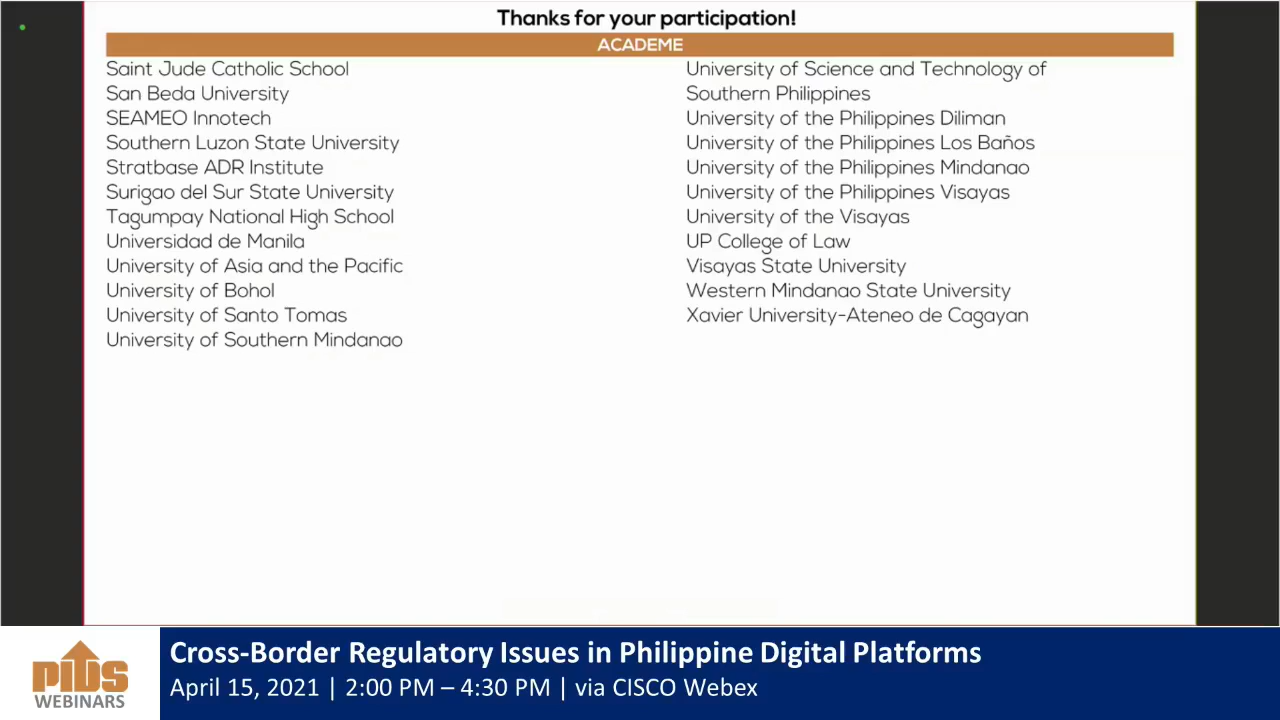 Thanks for your participation!
ACADEME
Saint Jude Catholic School
San Beda University
SEAMEO Innotech
Southern Luzon State University
Stratbase ADR Institute
Surigao del Sur State University
Tagumpay National High School
Universidad de Manila
University of Asia and the Pacific
University of Bohol
University of Santo Tomas
University of Southern Mindanao
University of Science and Technology of
Southern Philippines
University of the Philippines Diliman
University of the Philippines Los Baños
University of the Philippines Mindanao
University of the Philippines Visayas
University of the Visayas
UP College of Law
Visayas State University
Western Mindanao State University
Xavier University-Ateneo de Cagayan
PIDS
WEBINARS
Cross-Border Regulatory Issues in Philippine Digital Platforms
April 15, 2021 | 2:00 PM – 4:30 PM | via CISCO Webex